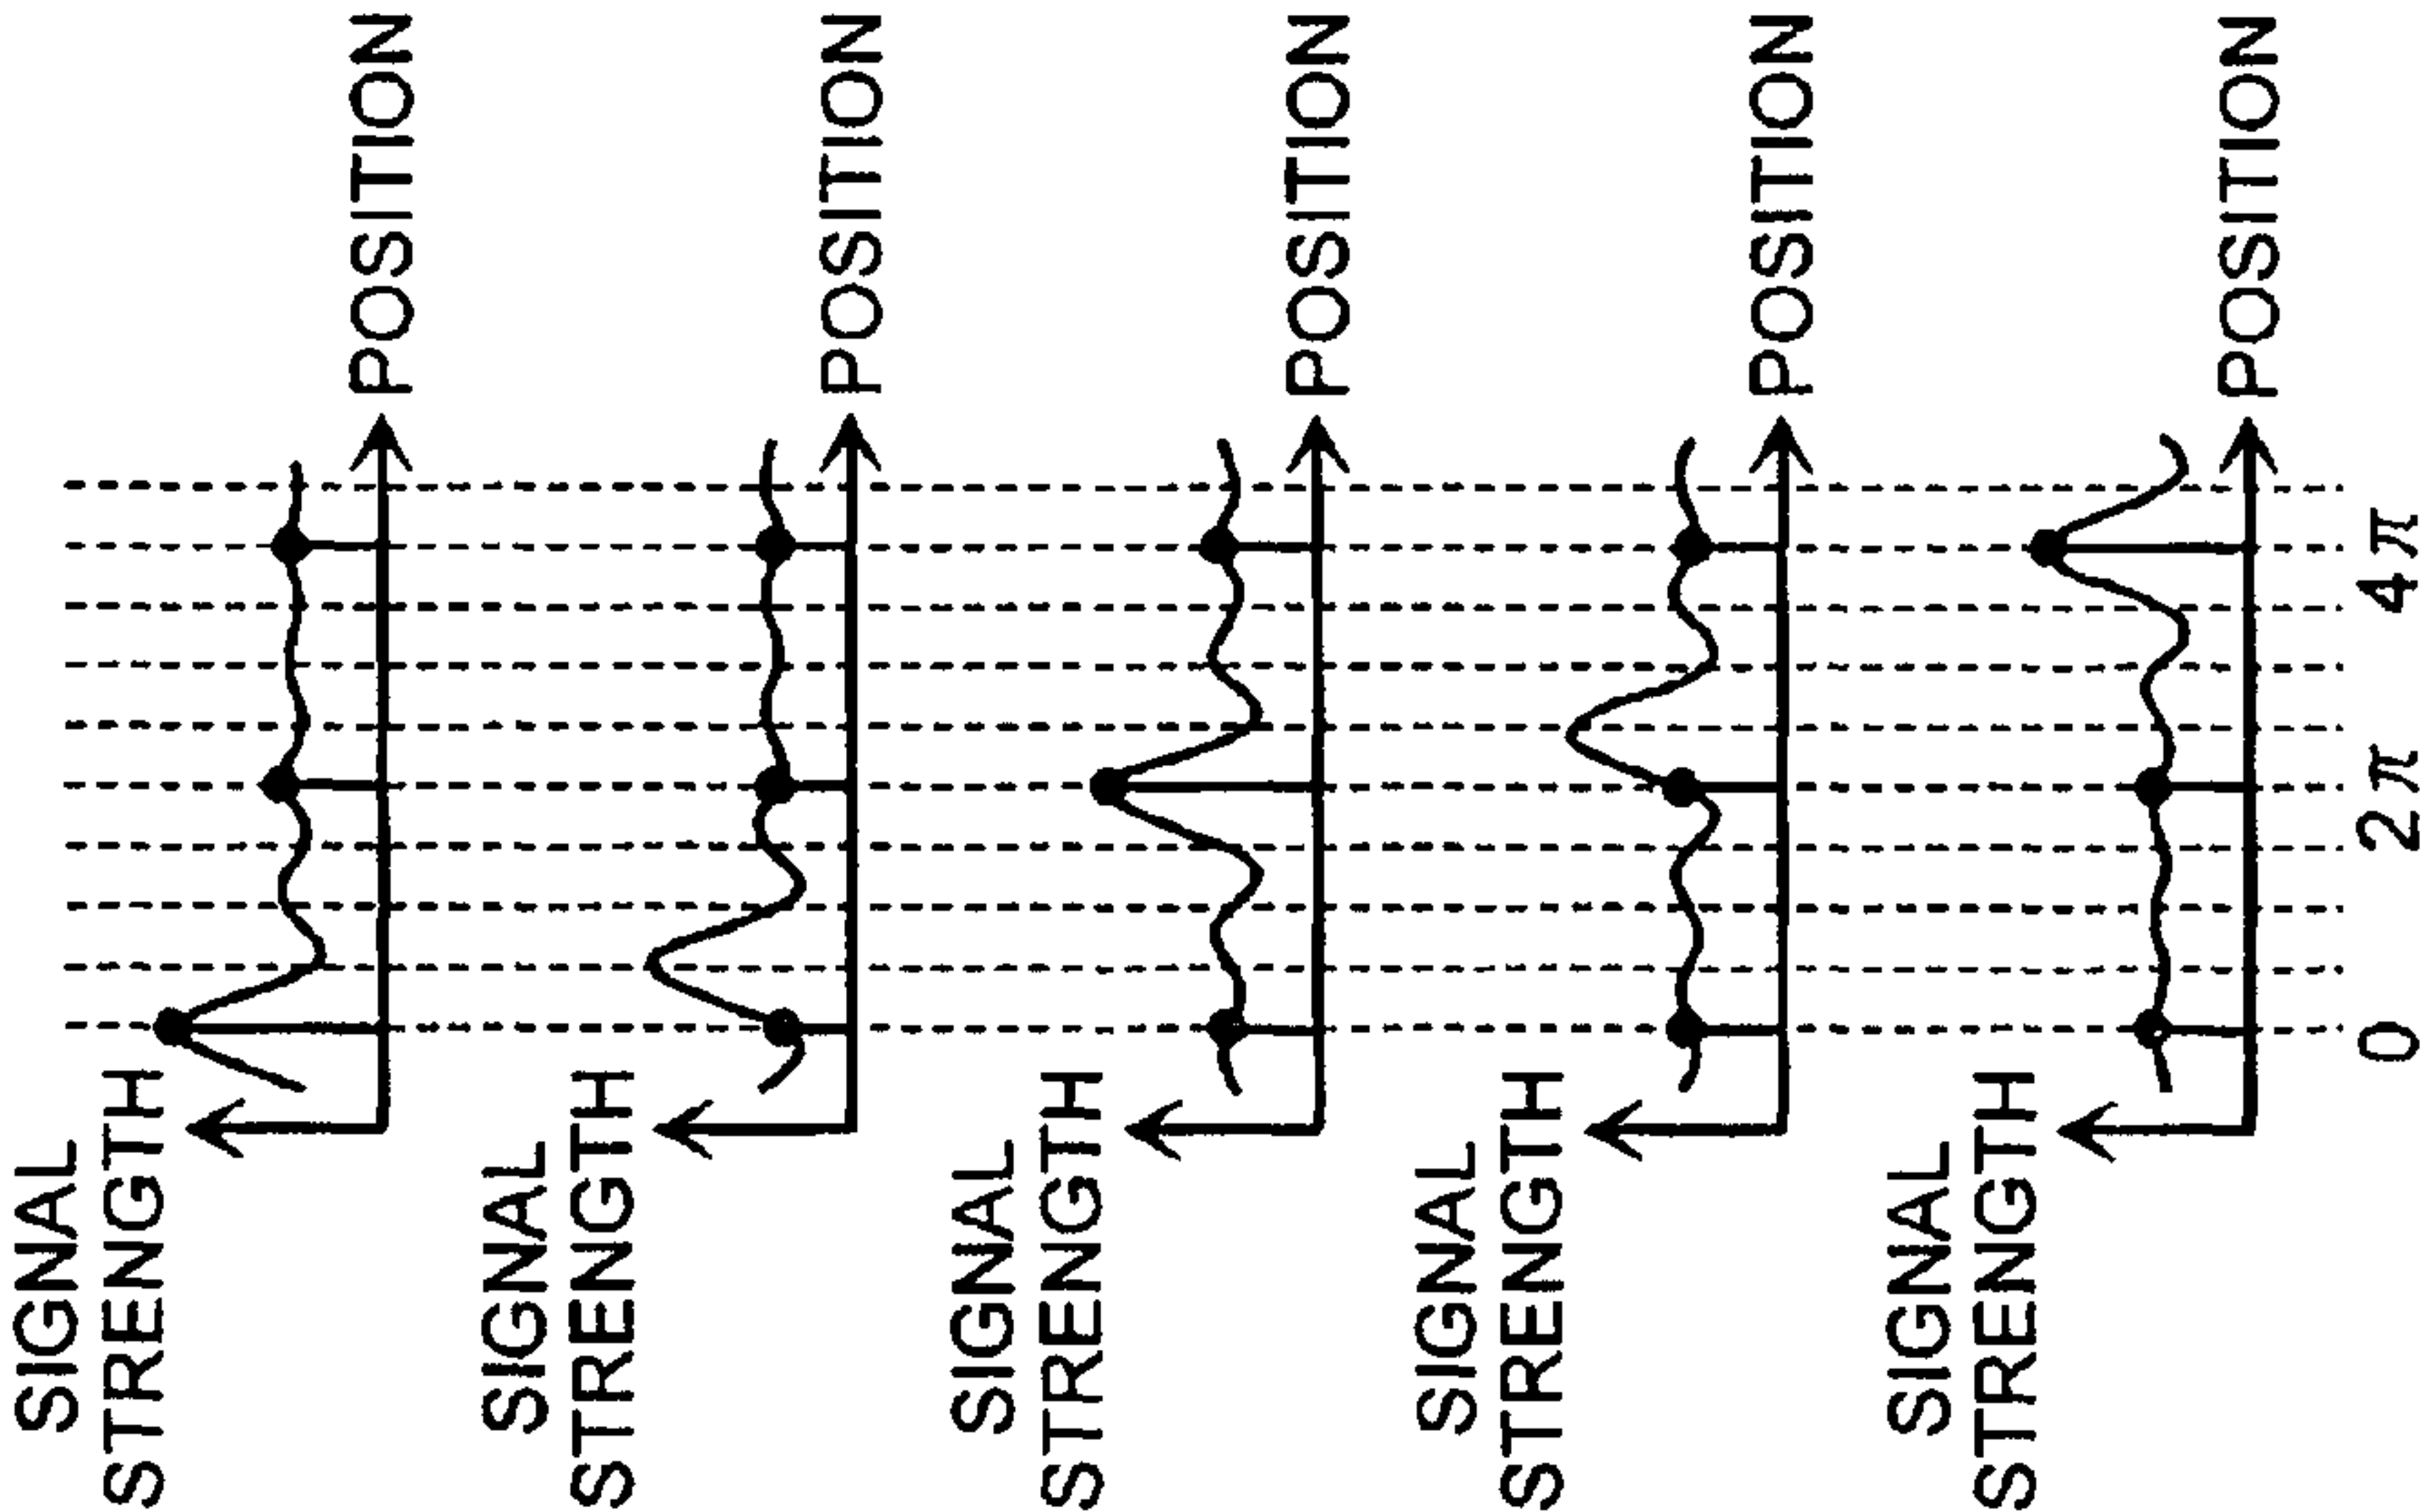 SIGNAL
STRENGTH
POSITION
SIGNAL
STRENGTH
POSITION
SIGNAL
STRENGTH
POSITION
SIGNAL
STRENGTH
POSITION
SIGNAL
STRENGTH
POSITION
0 2π 4π